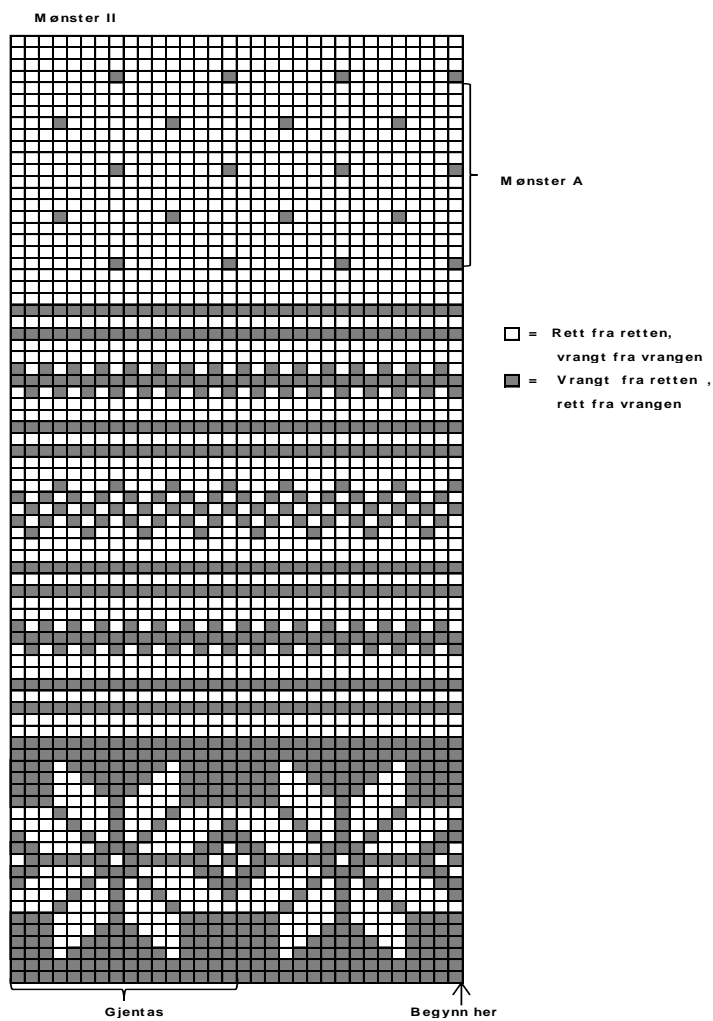 Mønster II
Mønster A
= Rett fra retten,
vrangt fra vrangen
= Vrangt fra retten ,
rett fra vrangen
Gjentas
Begynn her